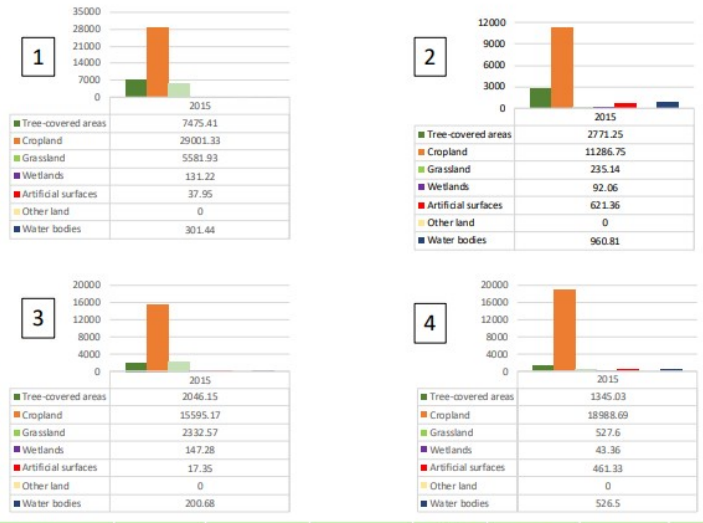 1
35000
28000
21000
14000
7000
0
2015
Tree-covered areas 7475.41
Cropland 29001.33
Grassland 5581.93
Wetlands 131.22
Artificial surfaces 37.95
Other land 0
Water bodies 301.44
2
12000
9000
6000
3000
0
2015
Tree-covered areas 2771.25
Cropland 11286.75
Grassland 235.14
Wetlands 92.06
Artificial surfaces 621.36
Other land 0
Water bodies 960.81
3
20000
16000
12000
8000
4000
0
2015
Tree-covered areas 2046.15
Cropland 15595.17
Grassland 2332.57
Wetlands 147.28
Artificial surfaces 17.35
Other land 0
Water bodies 200.68
4
20000
16000
12000
8000
4000
0
2015
Tree-covered areas 1345.03
Cropland 18988.69
Grassland 527.6
Wetlands 43.36
Artificial surfaces 461.33
Other land 0
Water bodies 526.5